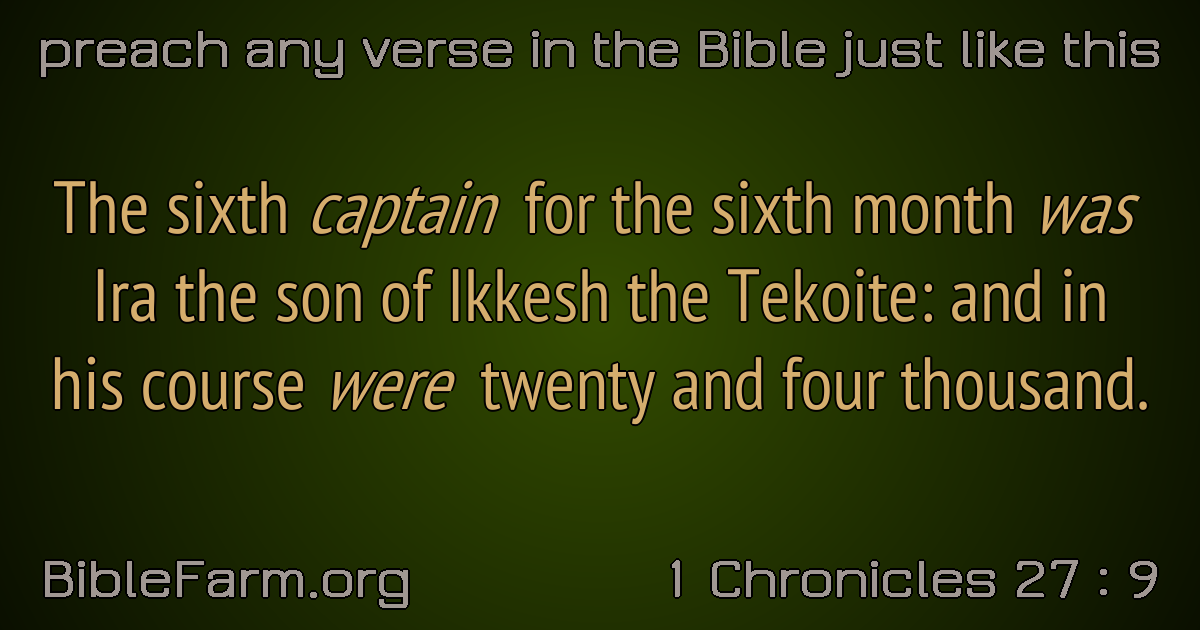 preach any verse in the Bible just like this
The sixth captain for the sixth month was
Ira the son of Ikkesh the Tekoite: and in
his course were twenty and four thousand.
BibleFarm.org
1 Chronicles 27 : 9